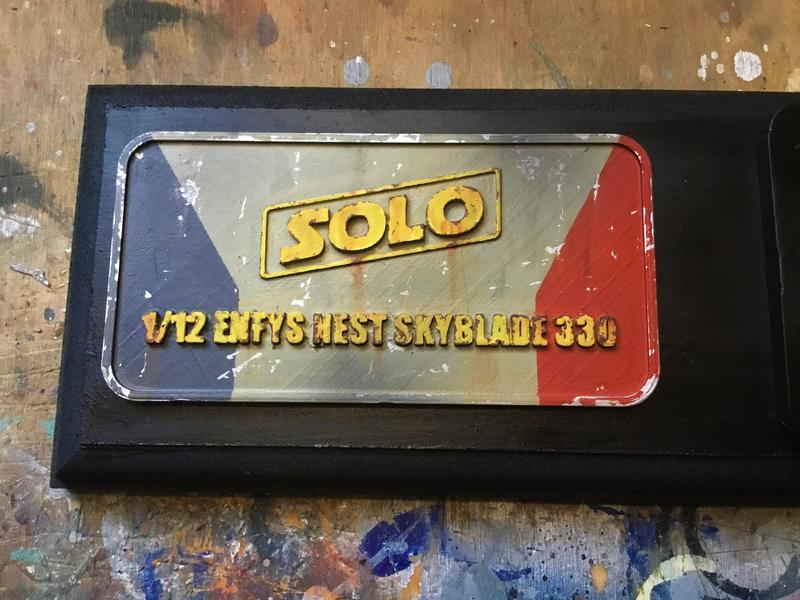 SOLO
1/12 ENFYS NEST SKYBLADE 330